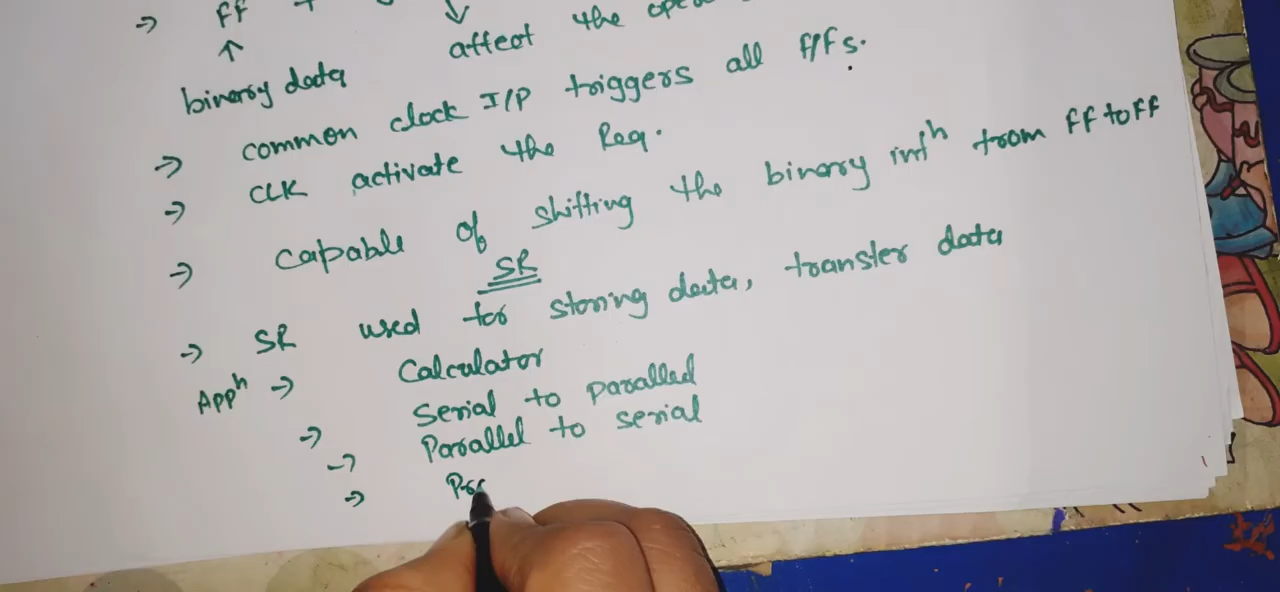 → FF +
↑ ↓
binary data affect the
→ common clock I/P triggers all F/Fs.
→ CLK activate the Reg.
→ capable of shifting the binary infⁿ from FF to FF
SR
→ SR used for storing data, transfer data
Appⁿ → Calculator
→ Serial to paralled
→ Parallel to serial
→